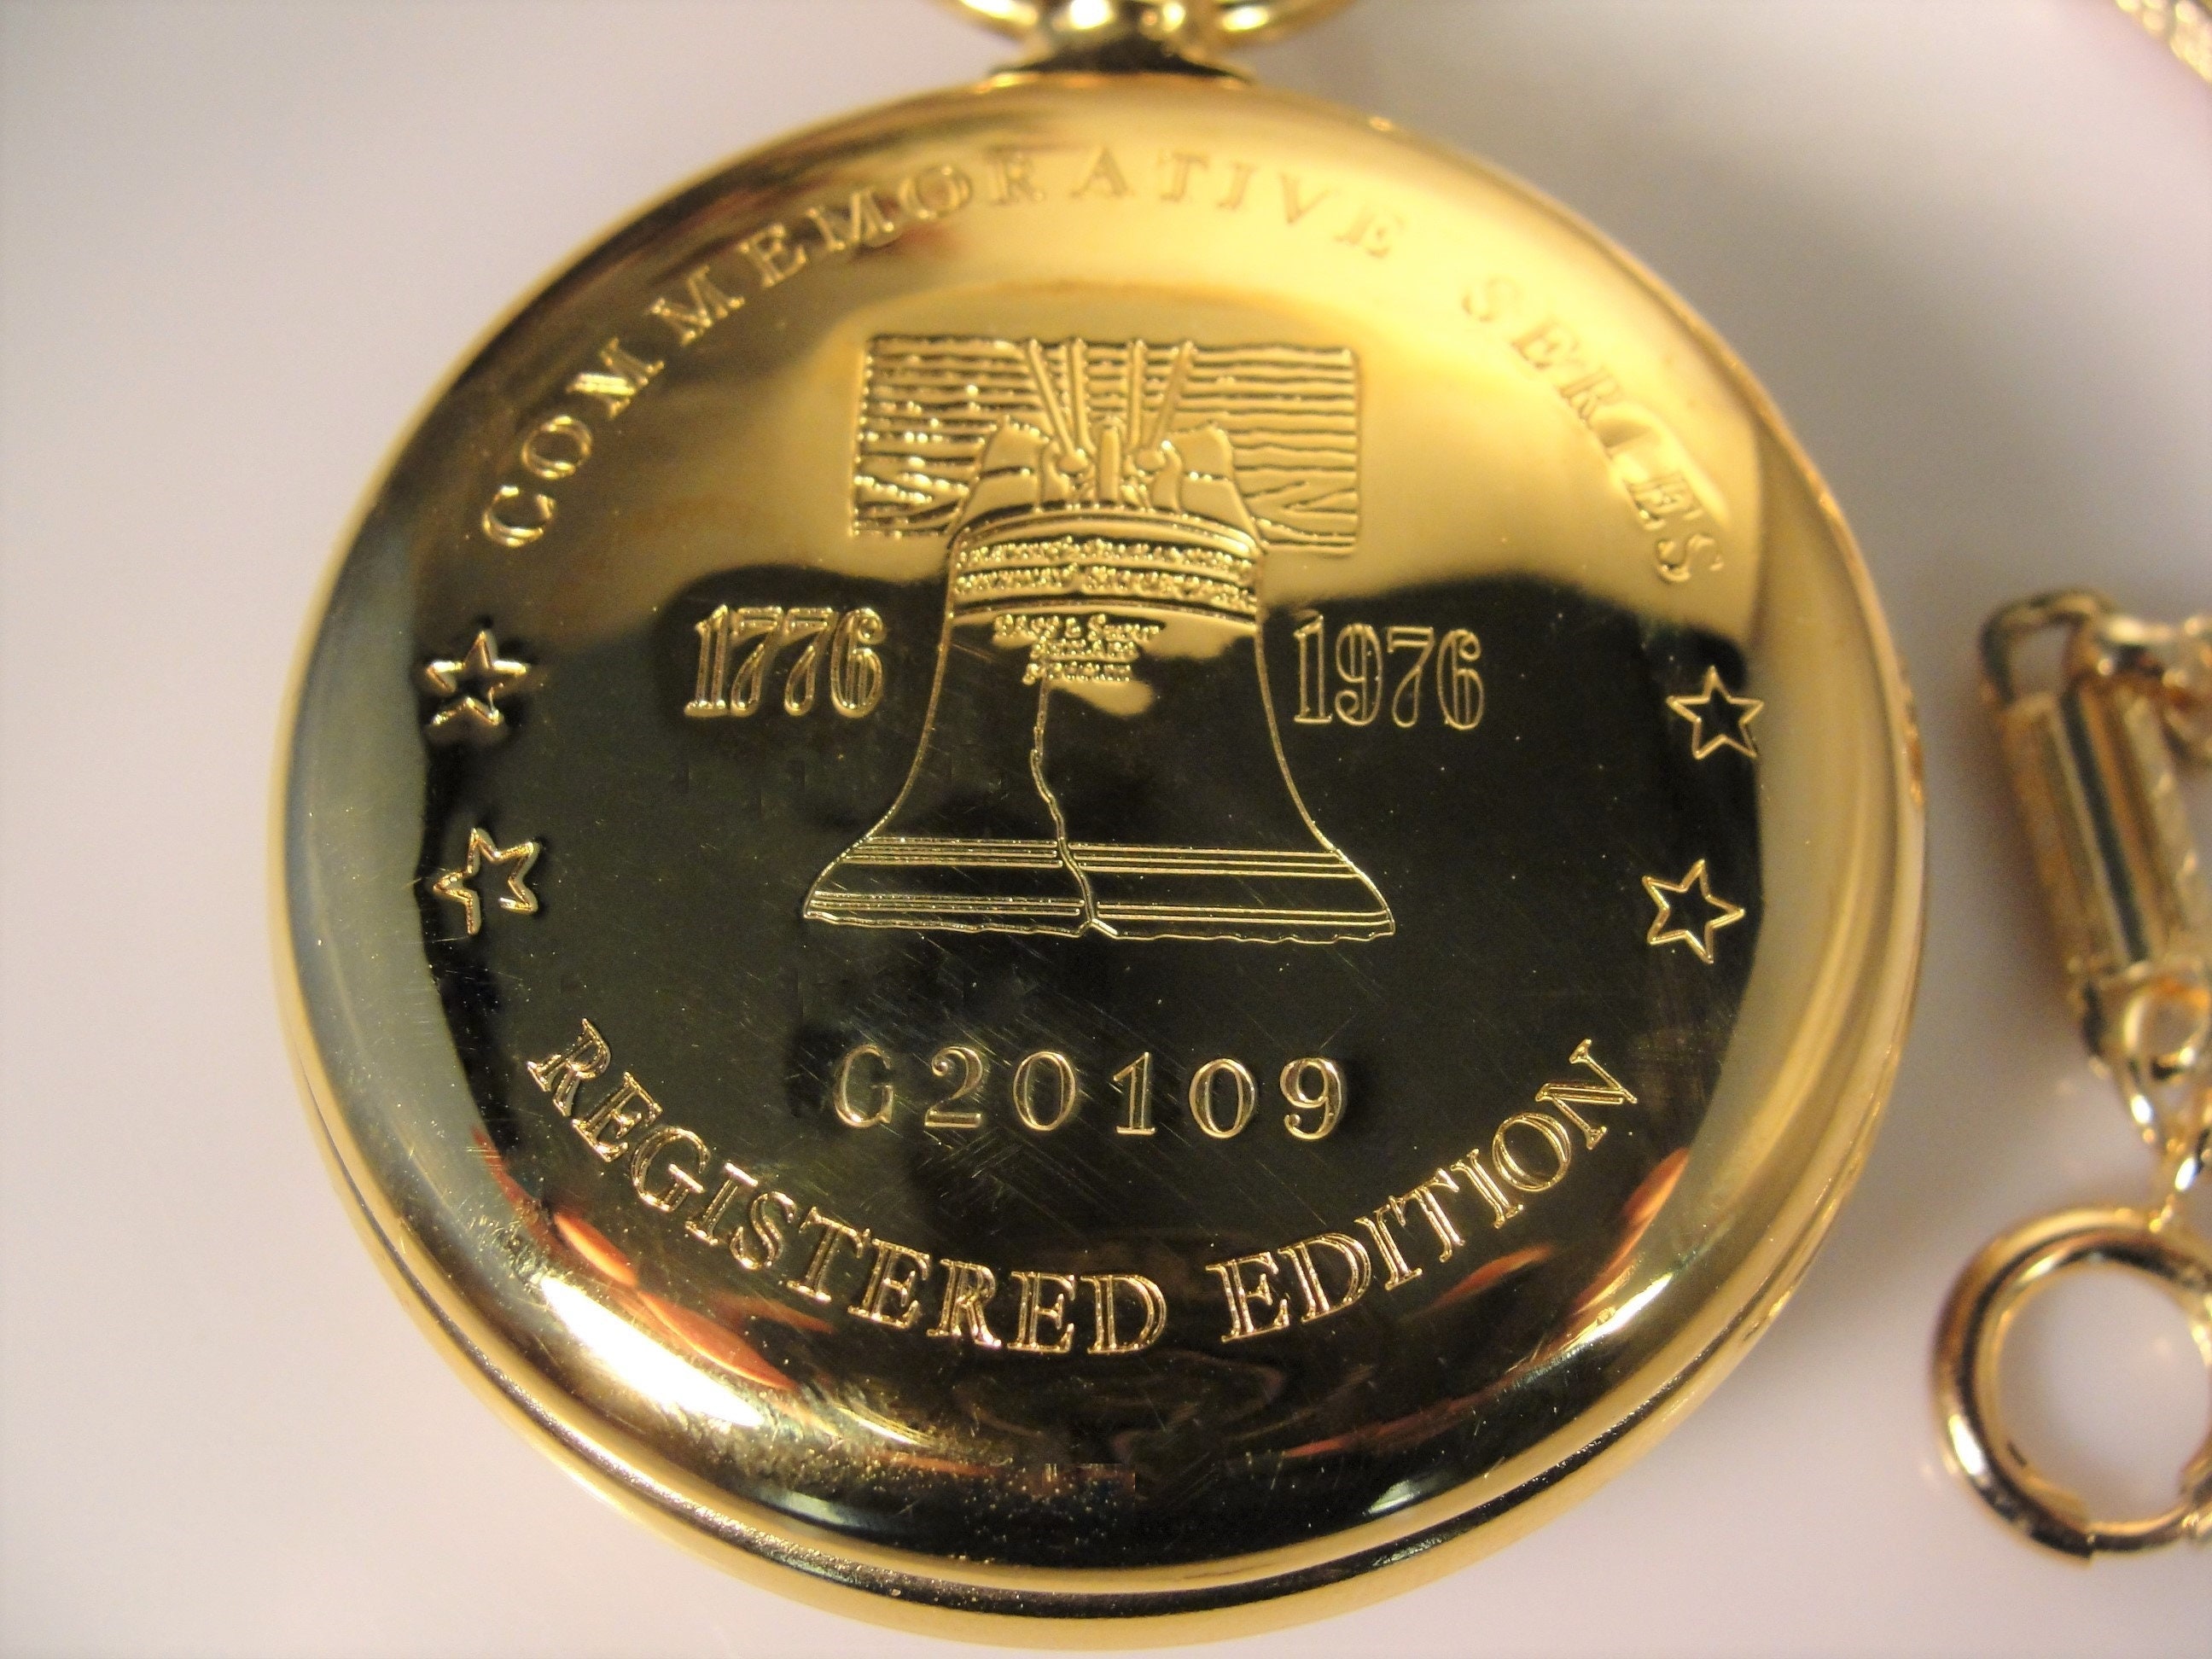 COMMEMORATIVE SERIES
1776 1976
G20109
REGISTERED EDITION